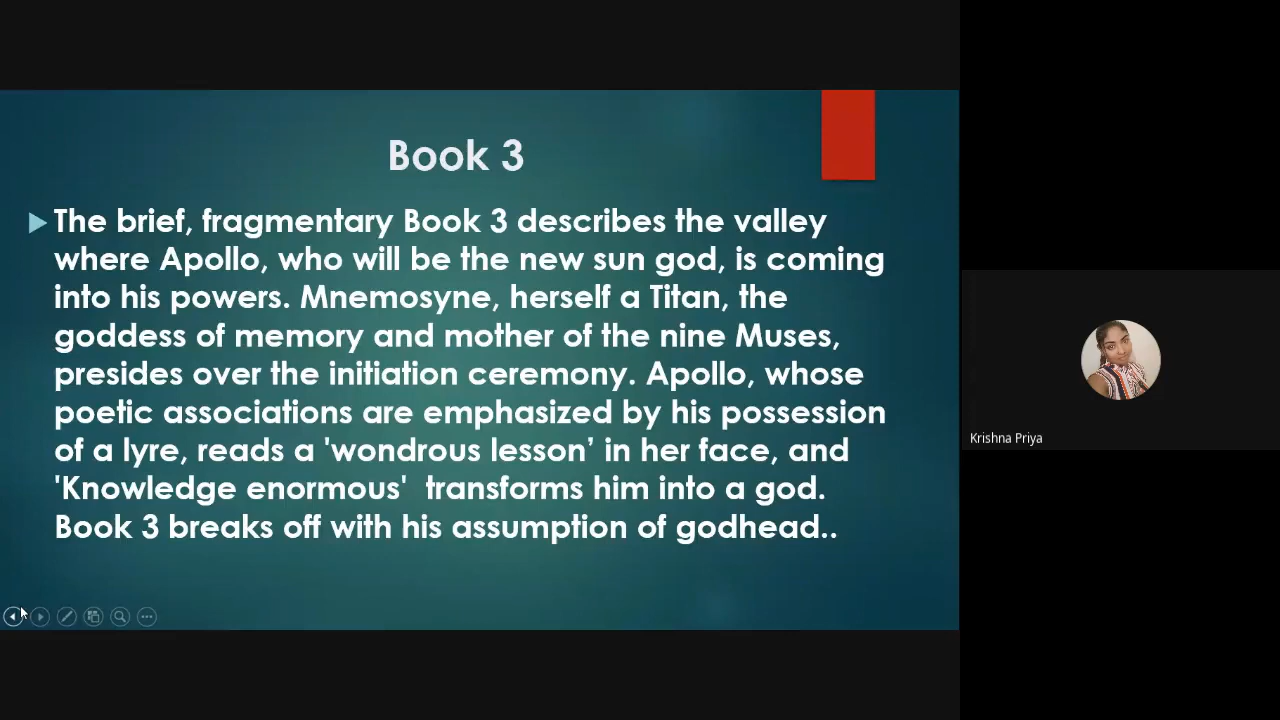 Book 3
The brief, fragmentary Book 3 describes the valley
where Apollo, who will be the new sun god, is coming
into his powers. Mnemosyne, herself a Titan, the
goddess of memory and mother of the nine Muses,
presides over the initiation ceremony. Apollo, whose
poetic associations are emphasized by his possession
of a lyre, reads a 'wondrous lesson’ in her face, and
'Knowledge enormous'  transforms him into a god.
Book 3 breaks off with his assumption of godhead..
Krishna Priya